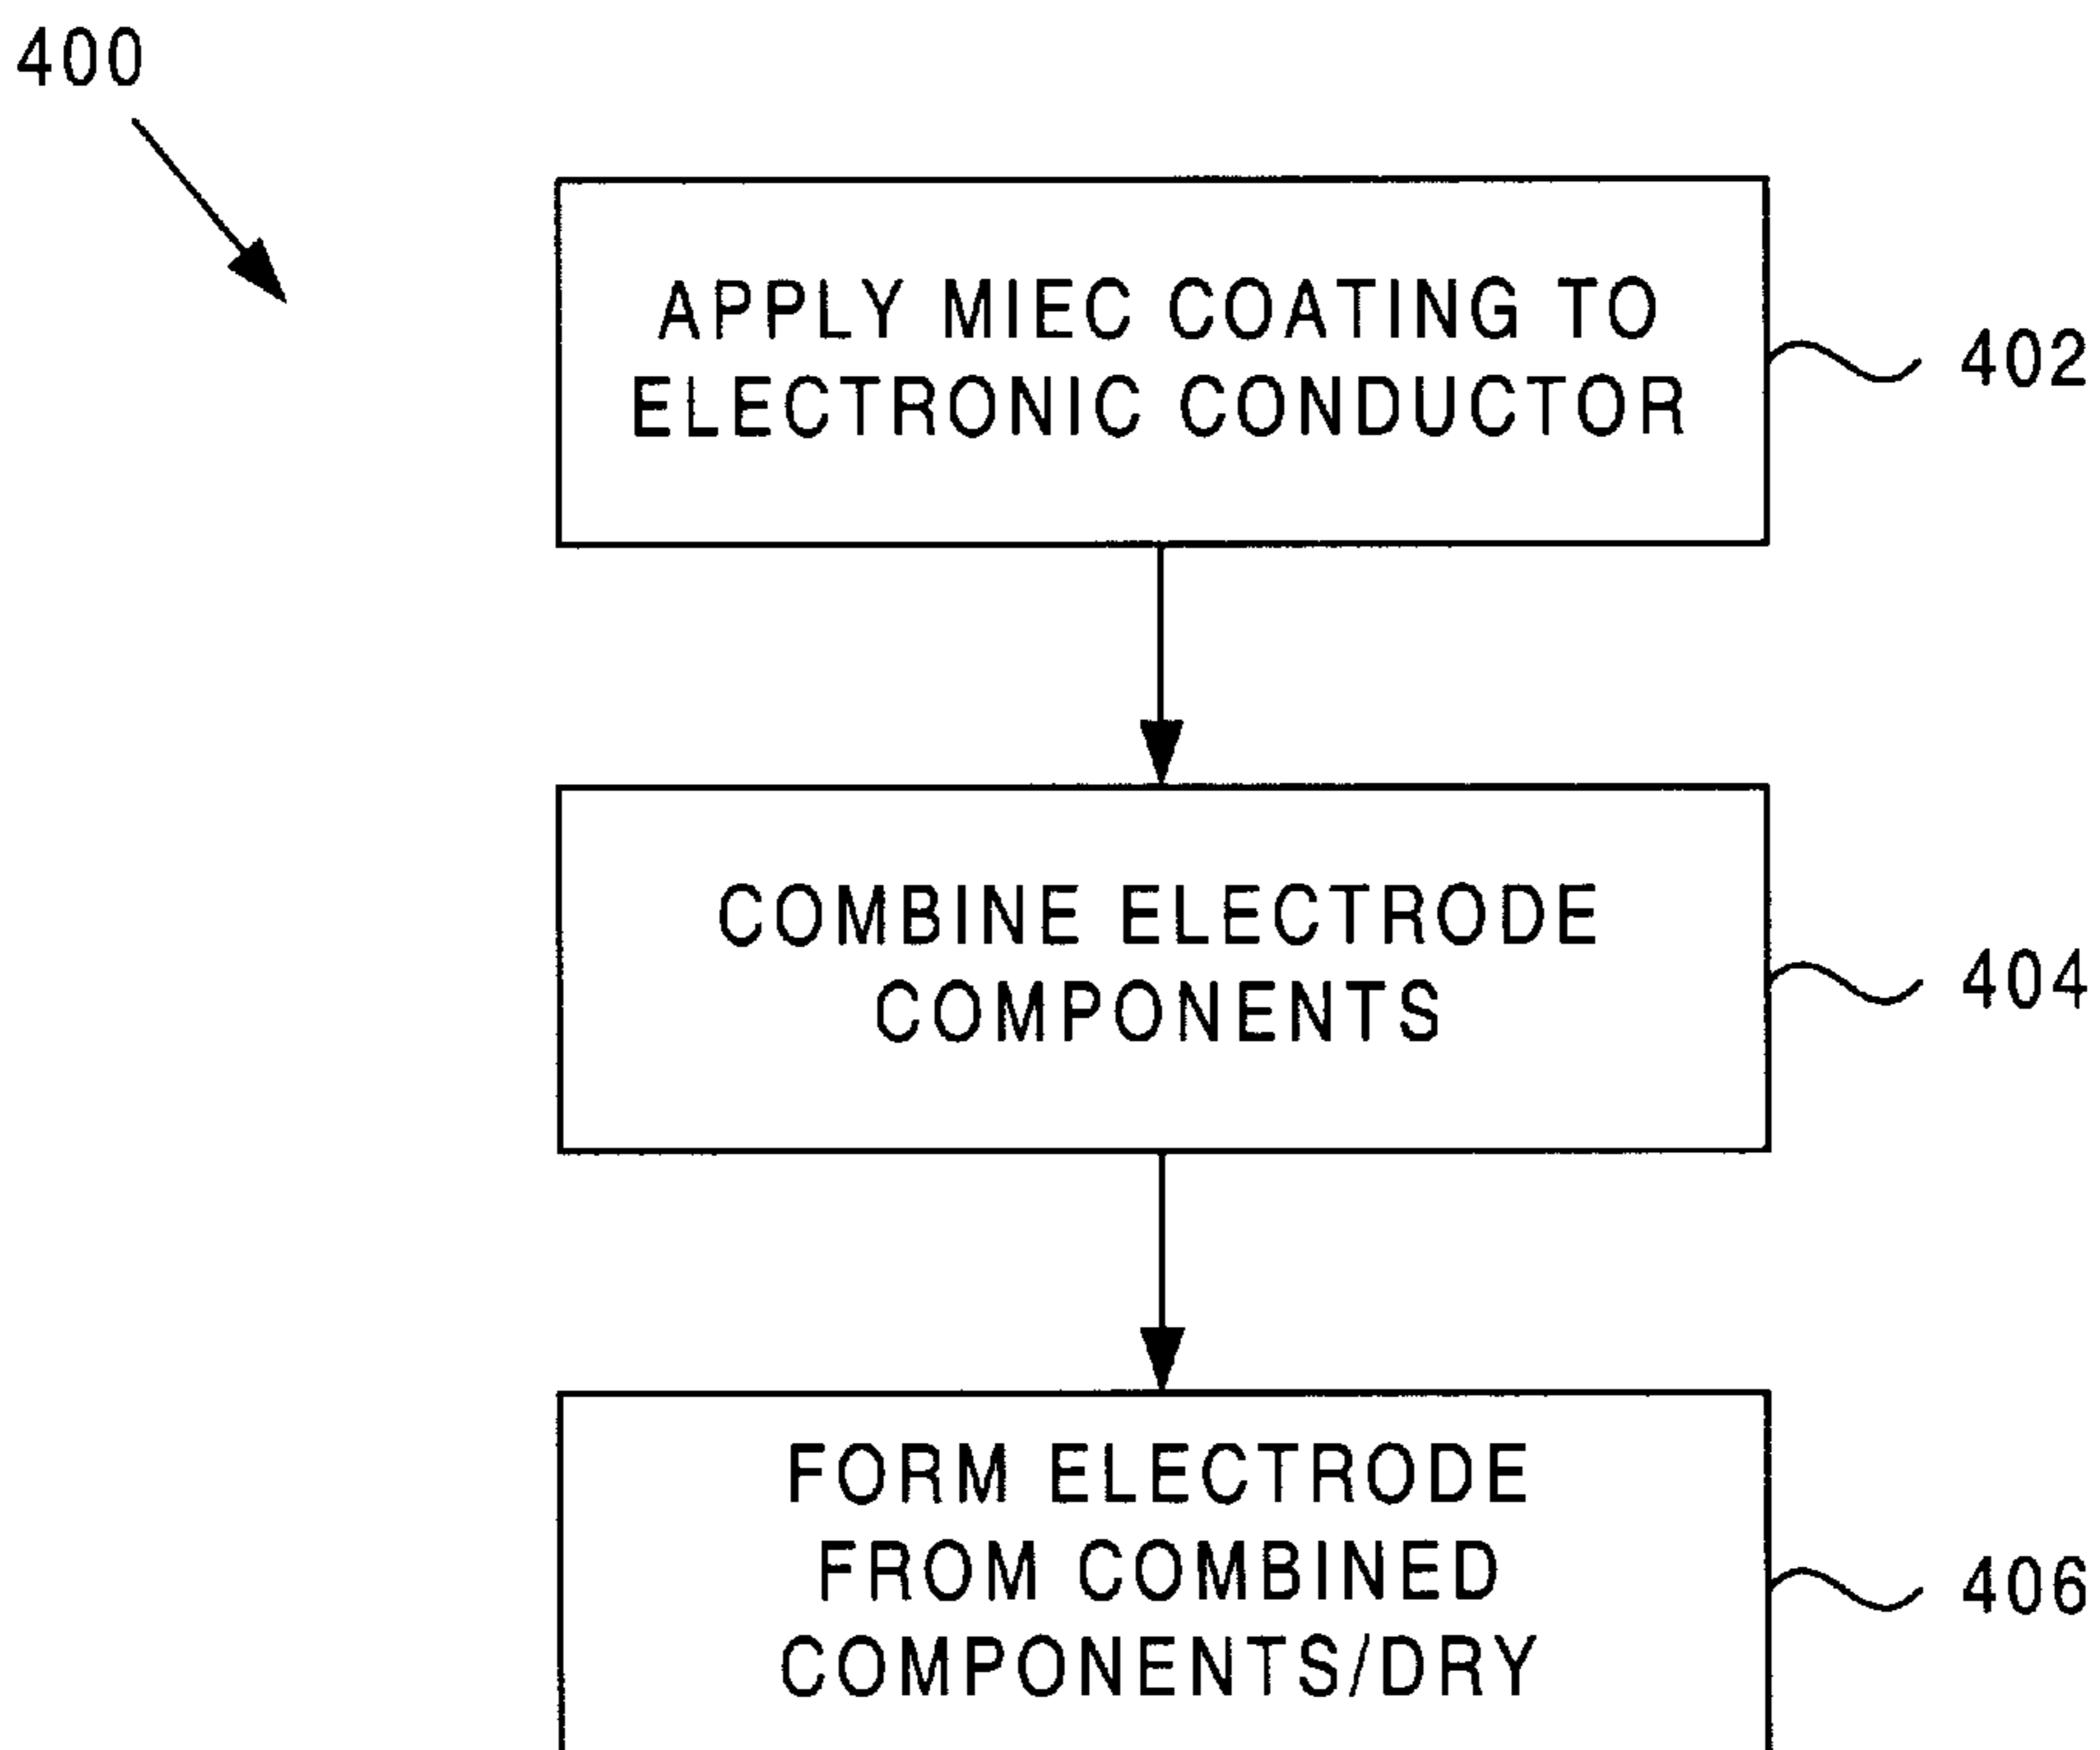 400
APPLY MIEC COATING TO
ELECTRONIC CONDUCTOR
402
COMBINE ELECTRODE
COMPONENTS
404
FORM ELECTRODE
FROM COMBINED
COMPONENTS/DRY
406